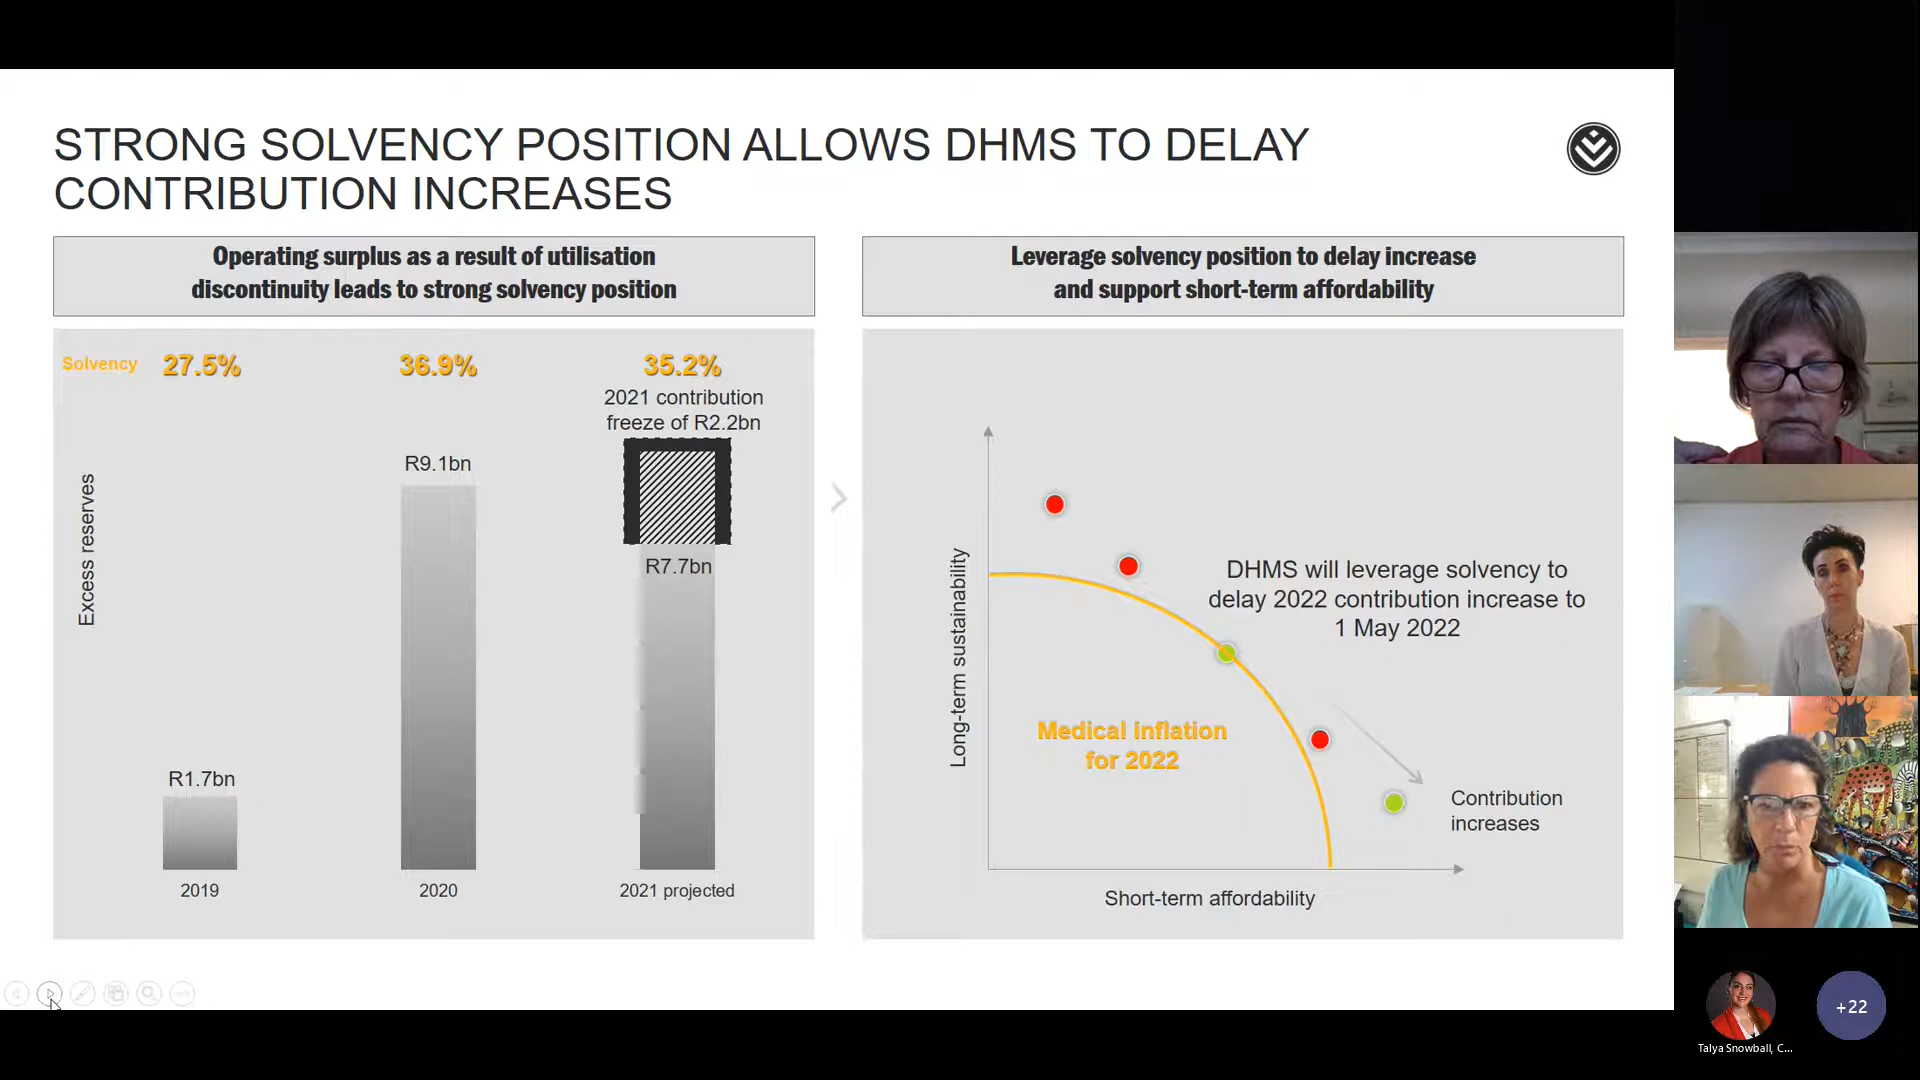 STRONG SOLVENCY POSITION ALLOWS DHMS TO DELAY
CONTRIBUTION INCREASES
Operating surplus as a result of utilisation
discontinuity leads to strong solvency position
Solvency 27.5% 36.9% 35.2%
2021 contribution
freeze of R2.2bn
Excess reserves
R1.7bn
R9.1bn
R7.7bn
2019
2020
2021 projected
Leverage solvency position to delay increase
and support short-term affordability
Long-term sustainability
DHMS will leverage solvency to
delay 2022 contribution increase to
1 May 2022
Medical inflation
for 2022
Contribution
increases
Short-term affordability
Talya Snowball, C...
+22